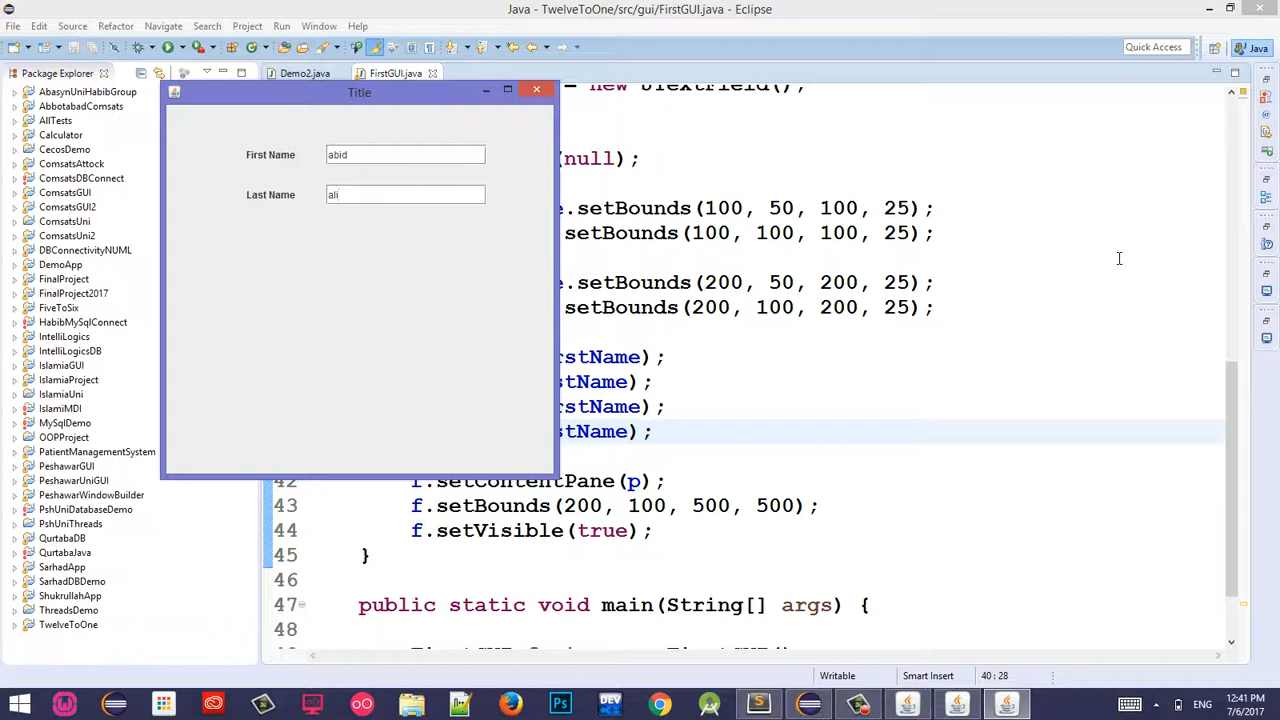 Java - TwelveToOne/src/gui/FirstGUI.java - Eclipse
File Edit Source Refactor Navigate Search Project Run Window Help
Quick Access
Java
Package Explorer
Demo2.java
FirstGUI.java
AbasynUniHabibGroup
AbbotabadComsats
AllTests
Calculator
CecosDemo
ComsatsAttock
ComsatsDBConnect
ComsatsGUI
ComsatsGUI2
ComsatsUni
ComsatsUni2
DBConnectivityNUML
DemoApp
FinalProject
FinalProject2017
FiveToSix
HabibMySqlConnect
IntelliLogics
IntelliLogicsDB
IslamiaGUI
IslamiaProject
IslamiaUni
IslamiMDI
MySqlDemo
OOPProject
PatientManagementSystem
PeshawarGUI
PeshawarUniGUI
PeshawarWindowBuilder
PshUniDatabaseDemo
PshUniThreads
QurtabaDB
QurtabaJava
SarhadApp
SarhadDBDemo
ShukrullahApp
ThreadsDemo
TwelveToOne
Title
First Name abid
Last Name ali
= new JTextField();
(null);
e.setBounds(100, 50, 100, 25);
.setBounds(100, 100, 100, 25);
e.setBounds(200, 50, 200, 25);
.setBounds(200, 100, 200, 25);
rstName);
stName);
rstName);
stName);
42 f.setContentPane(p);
43 f.setBounds(200, 100, 500, 500);
44 f.setVisible(true);
45 }
46
47 public static void main(String[] args) {
48
Writable Smart Insert 40 : 28
ENG 12:41 PM
7/6/2017